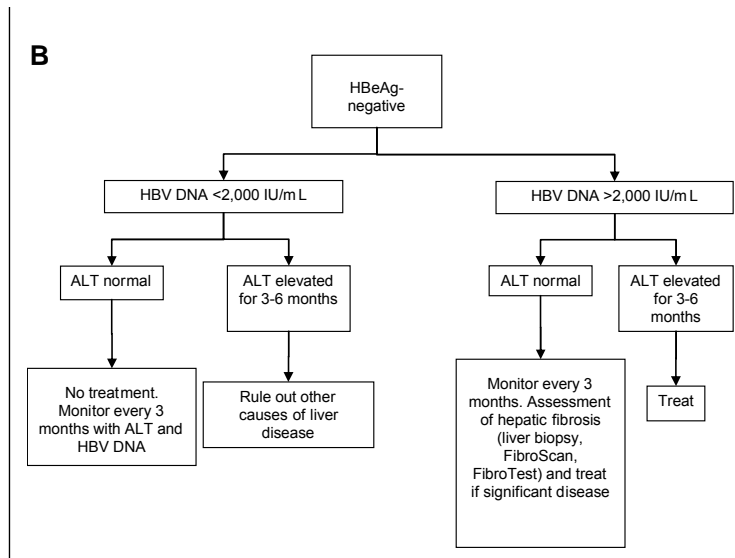 B
HBeAg-
negative
HBV DNA <2,000 IU/mL
HBV DNA >2,000 IU/mL
ALT normal
ALT elevated
for 3-6 months
ALT normal
ALT elevated
for 3-6
months
No treatment.
Monitor every 3
months with ALT and
HBV DNA
Rule out other
causes of liver
disease
Monitor every 3
months. Assessment
of hepatic fibrosis
(liver biopsy,
FibroScan,
FibroTest) and treat
if significant disease
Treat